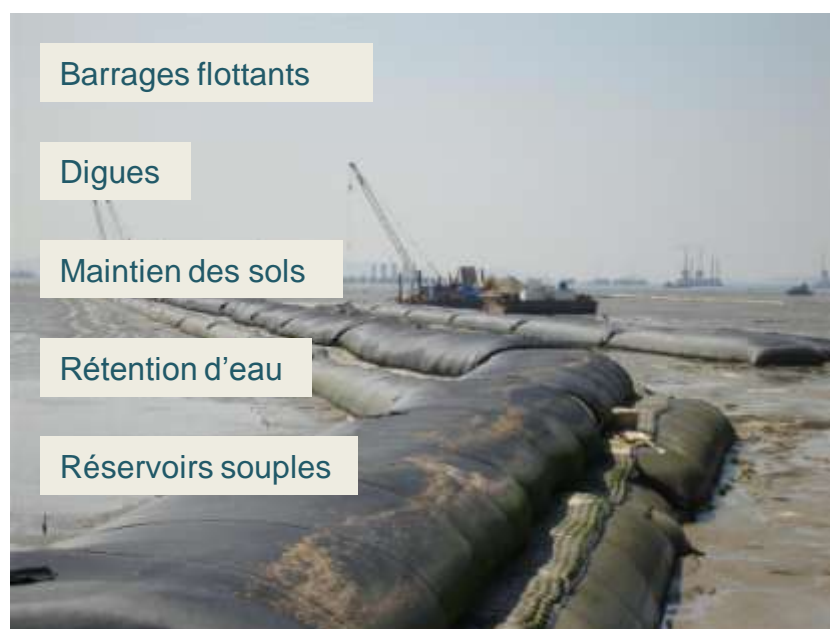 Barrages flottants
Digues
Maintien des sols
Rétention d’eau
Réservoirs souples